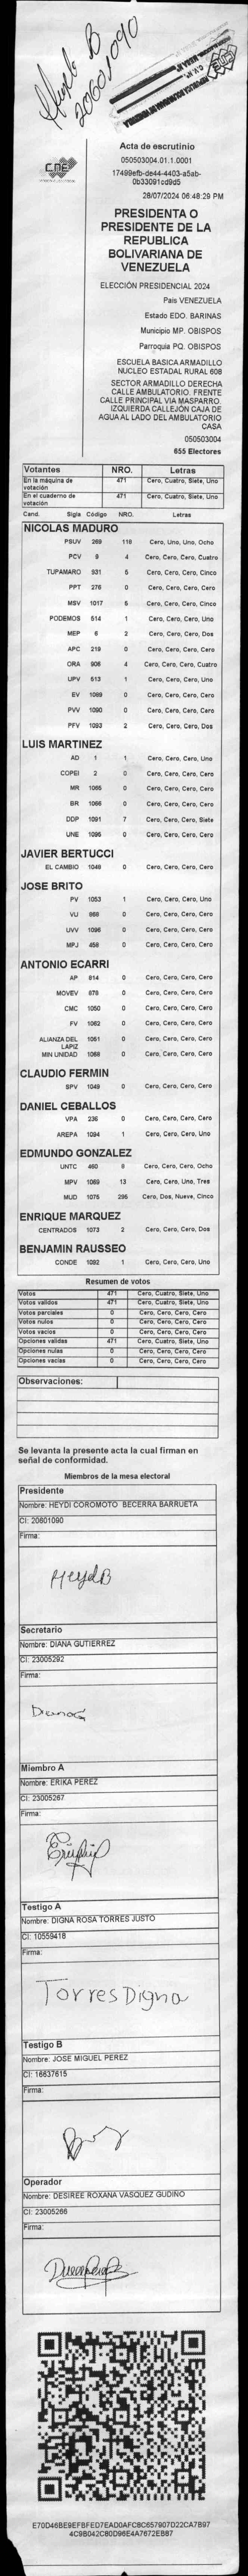 Heydi B
20601090
CNE
Acta de escrutinio
050503004.01.1.0001
17499efb-de44-4403-a5ab-
0b33091cd9d5
28/07/2024 06:48:29 PM
PRESIDENTA O
PRESIDENTE DE LA
REPUBLICA
BOLIVARIANA DE
VENEZUELA
ELECCIÓN PRESIDENCIAL 2024
País VENEZUELA
Estado EDO. BARINAS
Municipio MP. OBISPOS
Parroquia PQ. OBISPOS
ESCUELA BASICA ARMADILLO
NUCLEO ESTADAL RURAL 608
SECTOR ARMADILLO DERECHA
CALLE AMBULATORIO. FRENTE
CALLE PRINCIPAL VIA MASPARRO.
IZQUIERDA CALLEJÓN CAJA DE
AGUA AL LADO DEL AMBULATORIO
CASA
050503004
655 Electores
Votantes NRO. Letras
En la máquina de votación 471 Cero, Cuatro, Siete, Uno
En el cuaderno de votación 471 Cero, Cuatro, Siete, Uno
Cand. Sigla Código NRO. Letras
NICOLAS MADURO
PSUV 269 118 Cero, Uno, Uno, Ocho
PCV 9 4 Cero, Cero, Cero, Cuatro
TUPAMARO 931 5 Cero, Cero, Cero, Cinco
PPT 276 0 Cero, Cero, Cero, Cero
MSV 1017 5 Cero, Cero, Cero, Cinco
PODEMOS 514 1 Cero, Cero, Cero, Uno
MEP 6 2 Cero, Cero, Cero, Dos
APC 219 0 Cero, Cero, Cero, Cero
ORA 906 4 Cero, Cero, Cero, Cuatro
UPV 613 1 Cero, Cero, Cero, Uno
EV 1089 0 Cero, Cero, Cero, Cero
PVV 1090 0 Cero, Cero, Cero, Cero
PFV 1093 2 Cero, Cero, Cero, Dos
LUIS MARTINEZ
AD 1 1 Cero, Cero, Cero, Uno
COPEI 2 0 Cero, Cero, Cero, Cero
MR 1065 0 Cero, Cero, Cero, Cero
BR 1066 0 Cero, Cero, Cero, Cero
DDP 1091 7 Cero, Cero, Cero, Siete
UNE 1095 0 Cero, Cero, Cero, Cero
JAVIER BERTUCCI
EL CAMBIO 1048 0 Cero, Cero, Cero, Cero
JOSE BRITO
PV 1053 1 Cero, Cero, Cero, Uno
VU 868 0 Cero, Cero, Cero, Cero
UVV 1096 0 Cero, Cero, Cero, Cero
MPJ 458 0 Cero, Cero, Cero, Cero
ANTONIO ECARRI
AP 914 0 Cero, Cero, Cero, Cero
MOVEV 879 0 Cero, Cero, Cero, Cero
CMC 1050 0 Cero, Cero, Cero, Cero
FV 1082 0 Cero, Cero, Cero, Cero
ALIANZA DEL LAPIZ 1051 0 Cero, Cero, Cero, Cero
MIN UNIDAD 1068 0 Cero, Cero, Cero, Cero
CLAUDIO FERMIN
SPV 1049 0 Cero, Cero, Cero, Cero
DANIEL CEBALLOS
VPA 236 0 Cero, Cero, Cero, Cero
AREPA 1094 1 Cero, Cero, Cero, Uno
EDMUNDO GONZALEZ
UNTC 460 8 Cero, Cero, Cero, Ocho
MPV 1069 13 Cero, Cero, Uno, Tres
MUD 1075 295 Cero, Dos, Nueve, Cinco
ENRIQUE MARQUEZ
CENTRADOS 1073 2 Cero, Cero, Cero, Dos
BENJAMIN RAUSSEO
CONDE 1092 1 Cero, Cero, Cero, Uno
Resumen de votos
Votos 471 Cero, Cuatro, Siete, Uno
Votos validos 471 Cero, Cuatro, Siete, Uno
Votos parciales 0 Cero, Cero, Cero, Cero
Votos nulos 0 Cero, Cero, Cero, Cero
Votos vacios 0 Cero, Cero, Cero, Cero
Opciones validas 471 Cero, Cuatro, Siete, Uno
Opciones nulas 0 Cero, Cero, Cero, Cero
Opciones vacias 0 Cero, Cero, Cero, Cero
Observaciones:
Se levanta la presente acta la cual firman en
señal de conformidad.
Miembros de la mesa electoral
Presidente
Nombre: HEYDI COROMOTO BECERRA BARRUETA
CI: 20601090
Firma:
HeydiB
Secretario
Nombre: DIANA GUTIERREZ
CI: 23005292
Firma:
DianaG
Miembro A
Nombre: ERIKA PEREZ
CI: 23005267
Firma:
Testigo A
Nombre: DIGNA ROSA TORRES JUSTO
CI: 10559418
Firma:
Torres Digna
Testigo B
Nombre: JOSE MIGUEL PEREZ
CI: 16637615
Firma:
Operador
Nombre: DESIREE ROXANA VASQUEZ GUDIÑO
CI: 23005266
Firma:
E70D46BE9EFBFED7EAD0AFC8C657907D22CA7B97
4C9B042C80D96E4A7672EB87